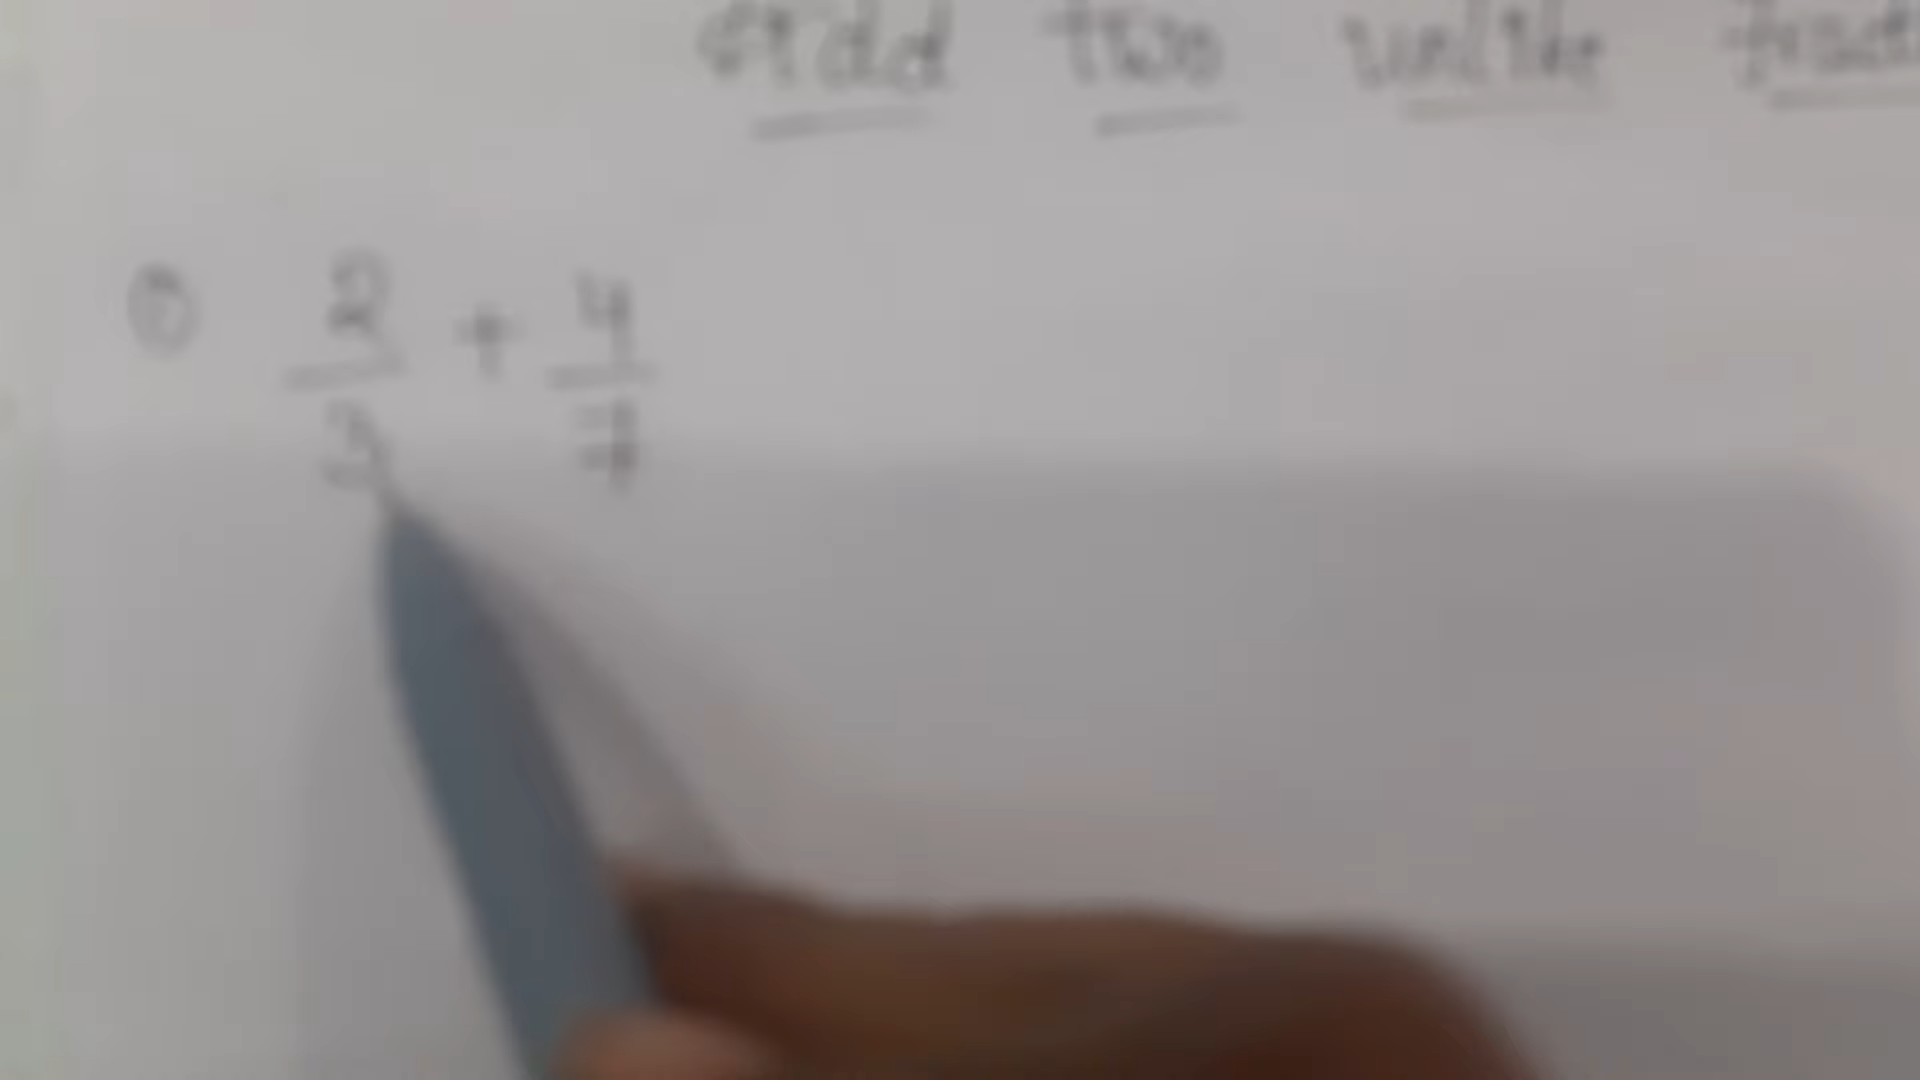 add two unlike
① 2/3 + 4/7